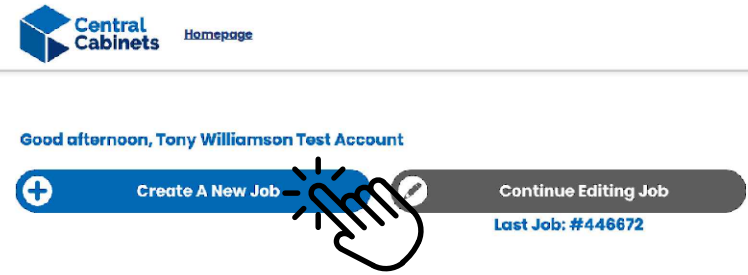 Central
Cabinets
Homepage
Good afternoon, Tony Williamson Test Account
Create A New Job
Continue Editing Job
Last Job: #446672